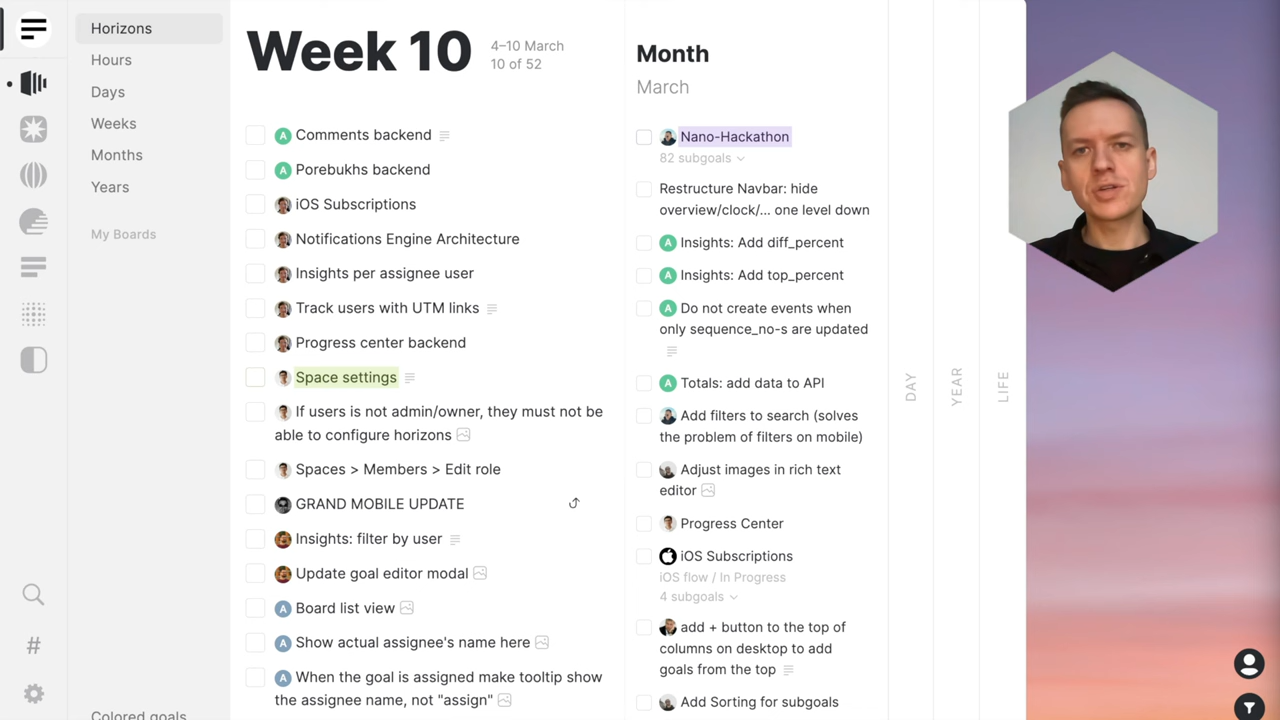 Horizons
Hours
Days
Weeks
Months
Years
My Boards
Colored goals
Week 10
4–10 March
10 of 52
A Comments backend
A Porebukhs backend
iOS Subscriptions
Notifications Engine Architecture
Insights per assignee user
Track users with UTM links
Progress center backend
Space settings
If users is not admin/owner, they must not be
able to configure horizons
Spaces > Members > Edit role
GRAND MOBILE UPDATE
Insights: filter by user
Update goal editor modal
A Board list view
A Show actual assignee's name here
A When the goal is assigned make tooltip show
the assignee name, not "assign"
Month
March
Nano-Hackathon
82 subgoals
Restructure Navbar: hide
overview/clock/... one level down
A Insights: Add diff_percent
A Insights: Add top_percent
A Do not create events when
only sequence_no-s are updated
A Totals: add data to API
Add filters to search (solves
the problem of filters on mobile)
Adjust images in rich text
editor
Progress Center
iOS Subscriptions
iOS flow / In Progress
4 subgoals
add + button to the top of
columns on desktop to add
goals from the top
Add Sorting for subgoals
DAY
YEAR
LIFE
#